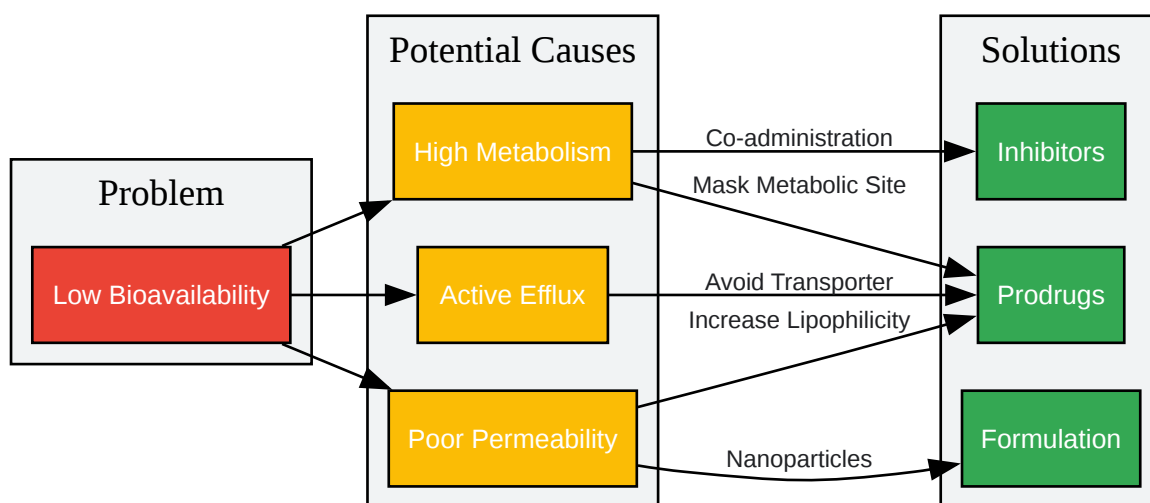 Problem
Low Bioavailability
Potential Causes
High Metabolism
Active Efflux
Poor Permeability
Co-administration
Mask Metabolic Site
Avoid Transporter
Increase Lipophilicity
Nanoparticles
Solutions
Inhibitors
Prodrugs
Formulation